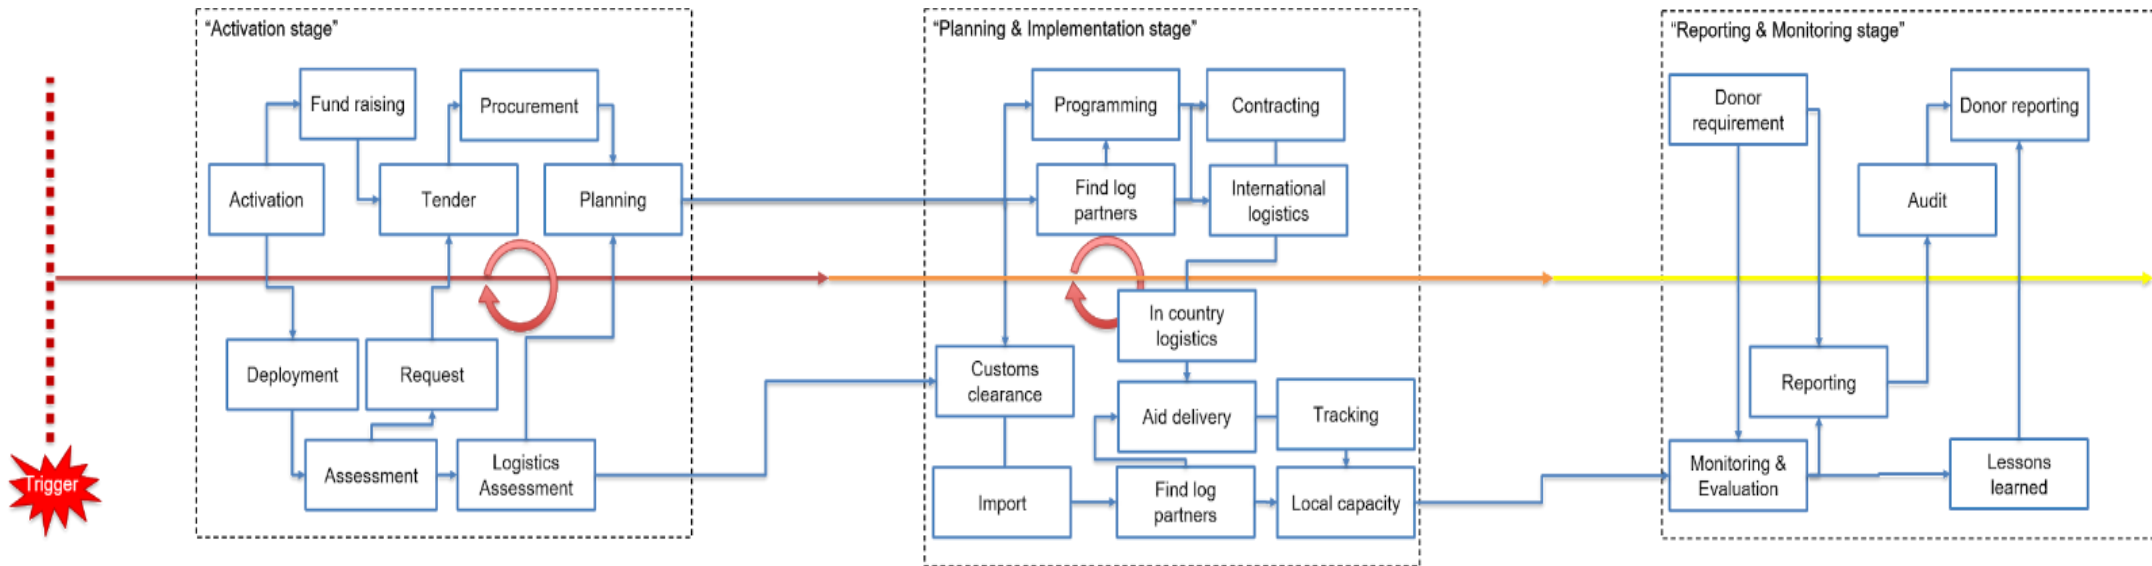 "Activation stage"
Fund raising
Procurement
Activation
Tender
Planning
Deployment
Request
Assessment
Logistics
Assessment
Trigger
"Planning & Implementation stage"
Programming
Contracting
Find log
partners
International
logistics
In country
logistics
Customs
clearance
Aid delivery
Tracking
Import
Find log
partners
Local capacity
"Reporting & Monitoring stage"
Donor
requirement
Donor reporting
Audit
Reporting
Monitoring &
Evaluation
Lessons
learned